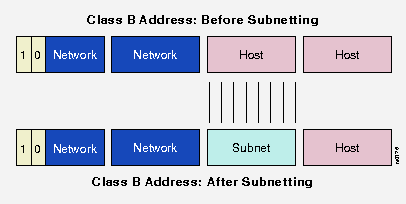 Class B Address: Before Subnetting
1 0 Network Network Host Host
1 0 Network Network Subnet Host
Class B Address: After Subnetting